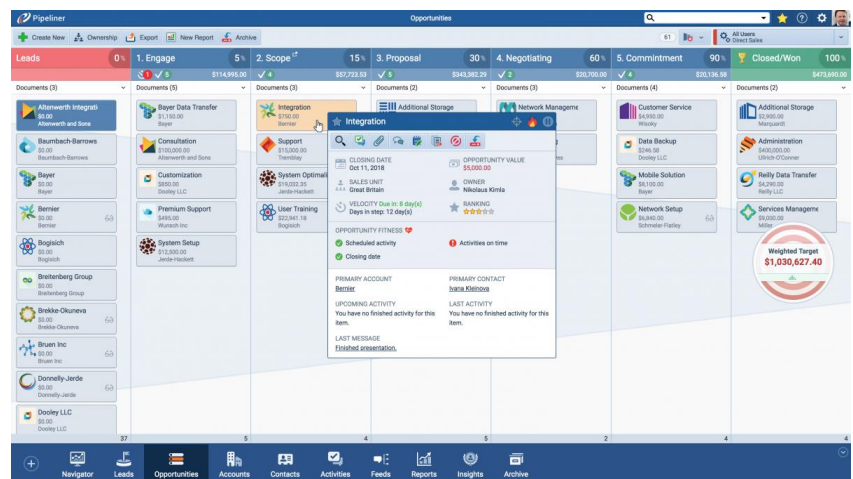 Pipeliner
Opportunities
Create New Ownership Export New Report Archive
61 All Users
Direct Sales
Leads 0%
1. Engage 5%
2. Scope 15%
3. Proposal 30%
4. Negotiating 60%
5. Commintment 90%
Closed/Won 100%
1 5 $114,995.00
4 $57,723.53
5 $343,382.29
2 $20,700.00
4 $20,136.58
$473,690.00
Documents (3)
Documents (5)
Documents (3)
Documents (2)
Documents (3)
Documents (4)
Documents (2)
Altenwerth Integrati
$0.00
Altenwerth and Sons
Baumbach-Barrows
$0.00
Baumbach-Barrows
Bayer
$0.00
Bayer
Bernier
$0.00
Bernier
Bogisich
$0.00
Bogisich
Breitenberg Group
$0.00
Breitenberg Group
Brekke-Okuneva
$0.00
Brekke-Okuneva
Bruen Inc
$0.00
Bruen Inc
Donnelly-Jerde
$0.00
Donnelly-Jerde
Dooley LLC
$0.00
Dooley LLC
Bayer Data Transfer
$1,150.00
Bayer
Consultation
$100,000.00
Altenwerth and Sons
Customization
$850.00
Dooley LLC
Premium Support
$495.00
Wunsch Inc
System Setup
$12,500.00
Jerde-Hackett
Integration
$750.00
Bernier
Support
$15,000.00
Tremblay
System Optimali
$19,032.35
Jerde-Hackett
User Training
$22,941.18
Bogisich
Additional Storage
Network Manageme
Customer Service
$4,950.00
Wisoky
Data Backup
$246.58
Dooley LLC
Mobile Solution
$8,100.00
Bayer
Network Setup
$6,840.00
Schmeler-Flatley
Additional Storage
$2,900.00
Marquardt
Administration
$400,000.00
Ullrich-O'Conner
Reilly Data Transfer
$4,290.00
Reilly LLC
Services Manageme
$9,000.00
Miller
Weighted Target
$1,030,627.40
Integration
CLOSING DATE
Oct 11, 2018
OPPORTUNITY VALUE
$5,000.00
SALES UNIT
Great Britain
OWNER
Nikolaus Kimla
VELOCITY Due in: 8 day(s)
Days in step: 12 day(s)
RANKING
OPPORTUNITY FITNESS
Scheduled activity
Activities on time
Closing date
PRIMARY ACCOUNT
Bernier
PRIMARY CONTACT
Ivana Kleinova
UPCOMING ACTIVITY
You have no finished activity for this
item.
LAST ACTIVITY
You have no finished activity for this
item.
LAST MESSAGE
Finished presentation.
37 5 4 5 2 4 4
Navigator Leads Opportunities Accounts Contacts Activities Feeds Reports Insights Archive